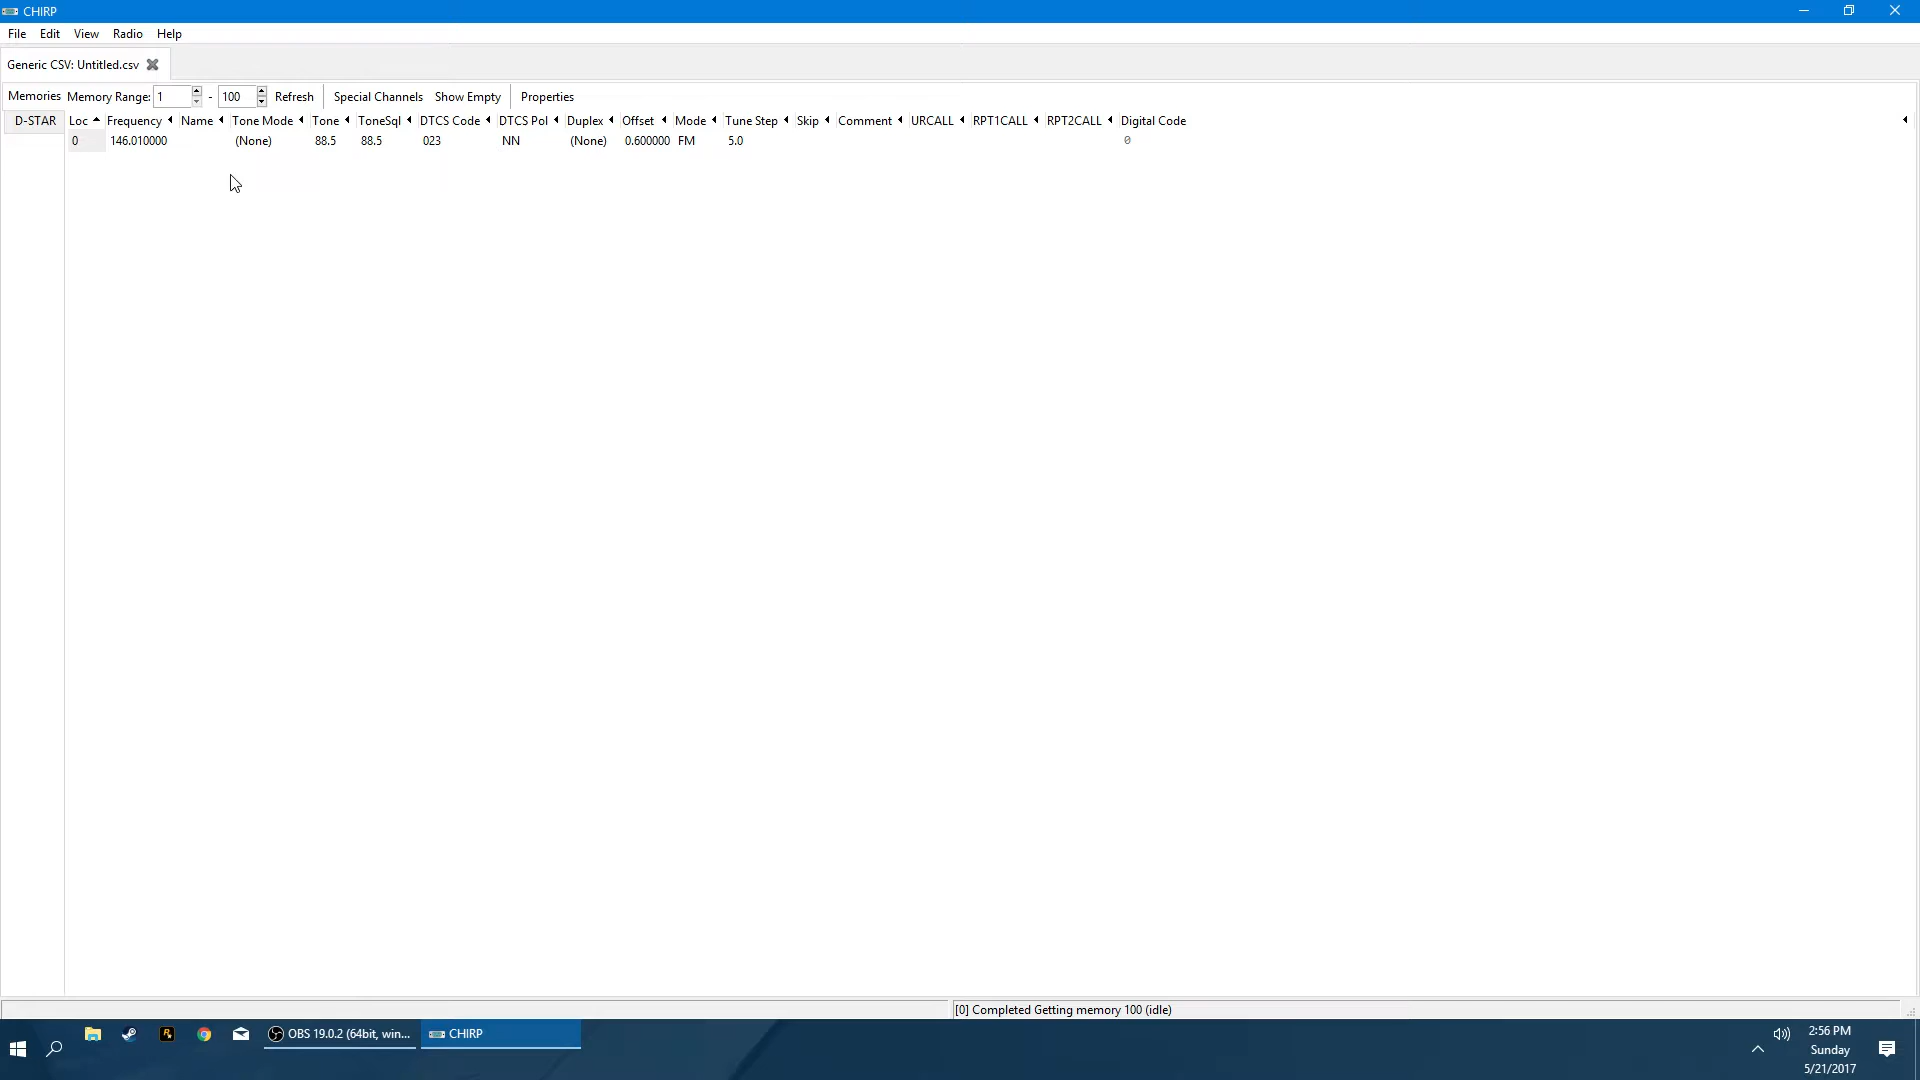 CHIRP
File Edit View Radio Help
Generic CSV: Untitled.csv
Memories Memory Range: 1 - 100 Refresh Special Channels Show Empty Properties
D-STAR Loc Frequency Name Tone Mode Tone ToneSql DTCS Code DTCS Pol Duplex Offset Mode Tune Step Skip Comment URCALL RPT1CALL RPT2CALL Digital Code
0 146.010000 (None) 88.5 88.5 023 NN (None) 0.600000 FM 5.0 0
[0] Completed Getting memory 100 (idle)
OBS 19.0.2 (64bit, win... CHIRP
2:56 PM
Sunday
5/21/2017